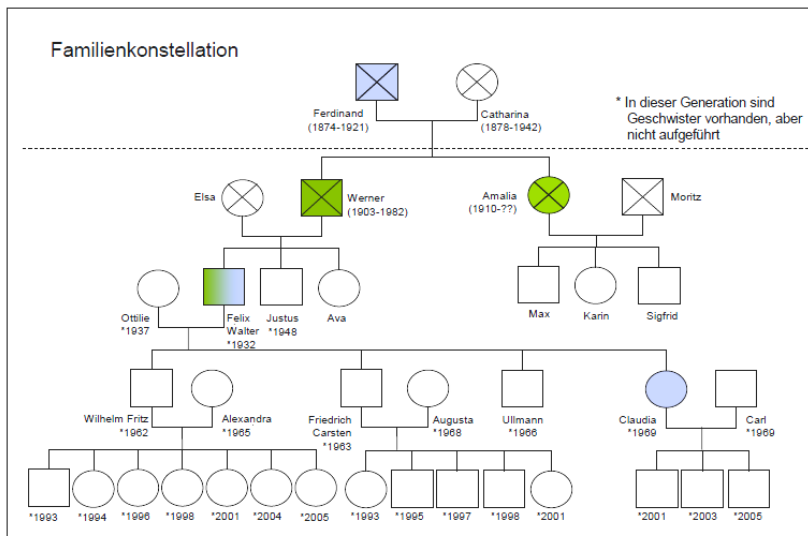 Familienkonstellation
Ferdinand
(1874-1921)
Catharina
(1878-1942)
* In dieser Generation sind
Geschwister vorhanden, aber
nicht aufgeführt
Elsa
Werner
(1903-1982)
Amalia
(1910-??)
Moritz
Ottilie
*1937
Felix
Walter
*1932
Justus
*1948
Ava
Max
Karin
Sigfrid
Wilhelm Fritz
*1962
Alexandra
*1965
Friedrich
Carsten
*1963
Augusta
*1968
Ullmann
*1966
Claudia
*1969
Carl
*1969
*1993
*1994
*1996
*1998
*2001
*2004
*2005
*1993
*1995
*1997
*1998
*2001
*2001
*2003
*2005